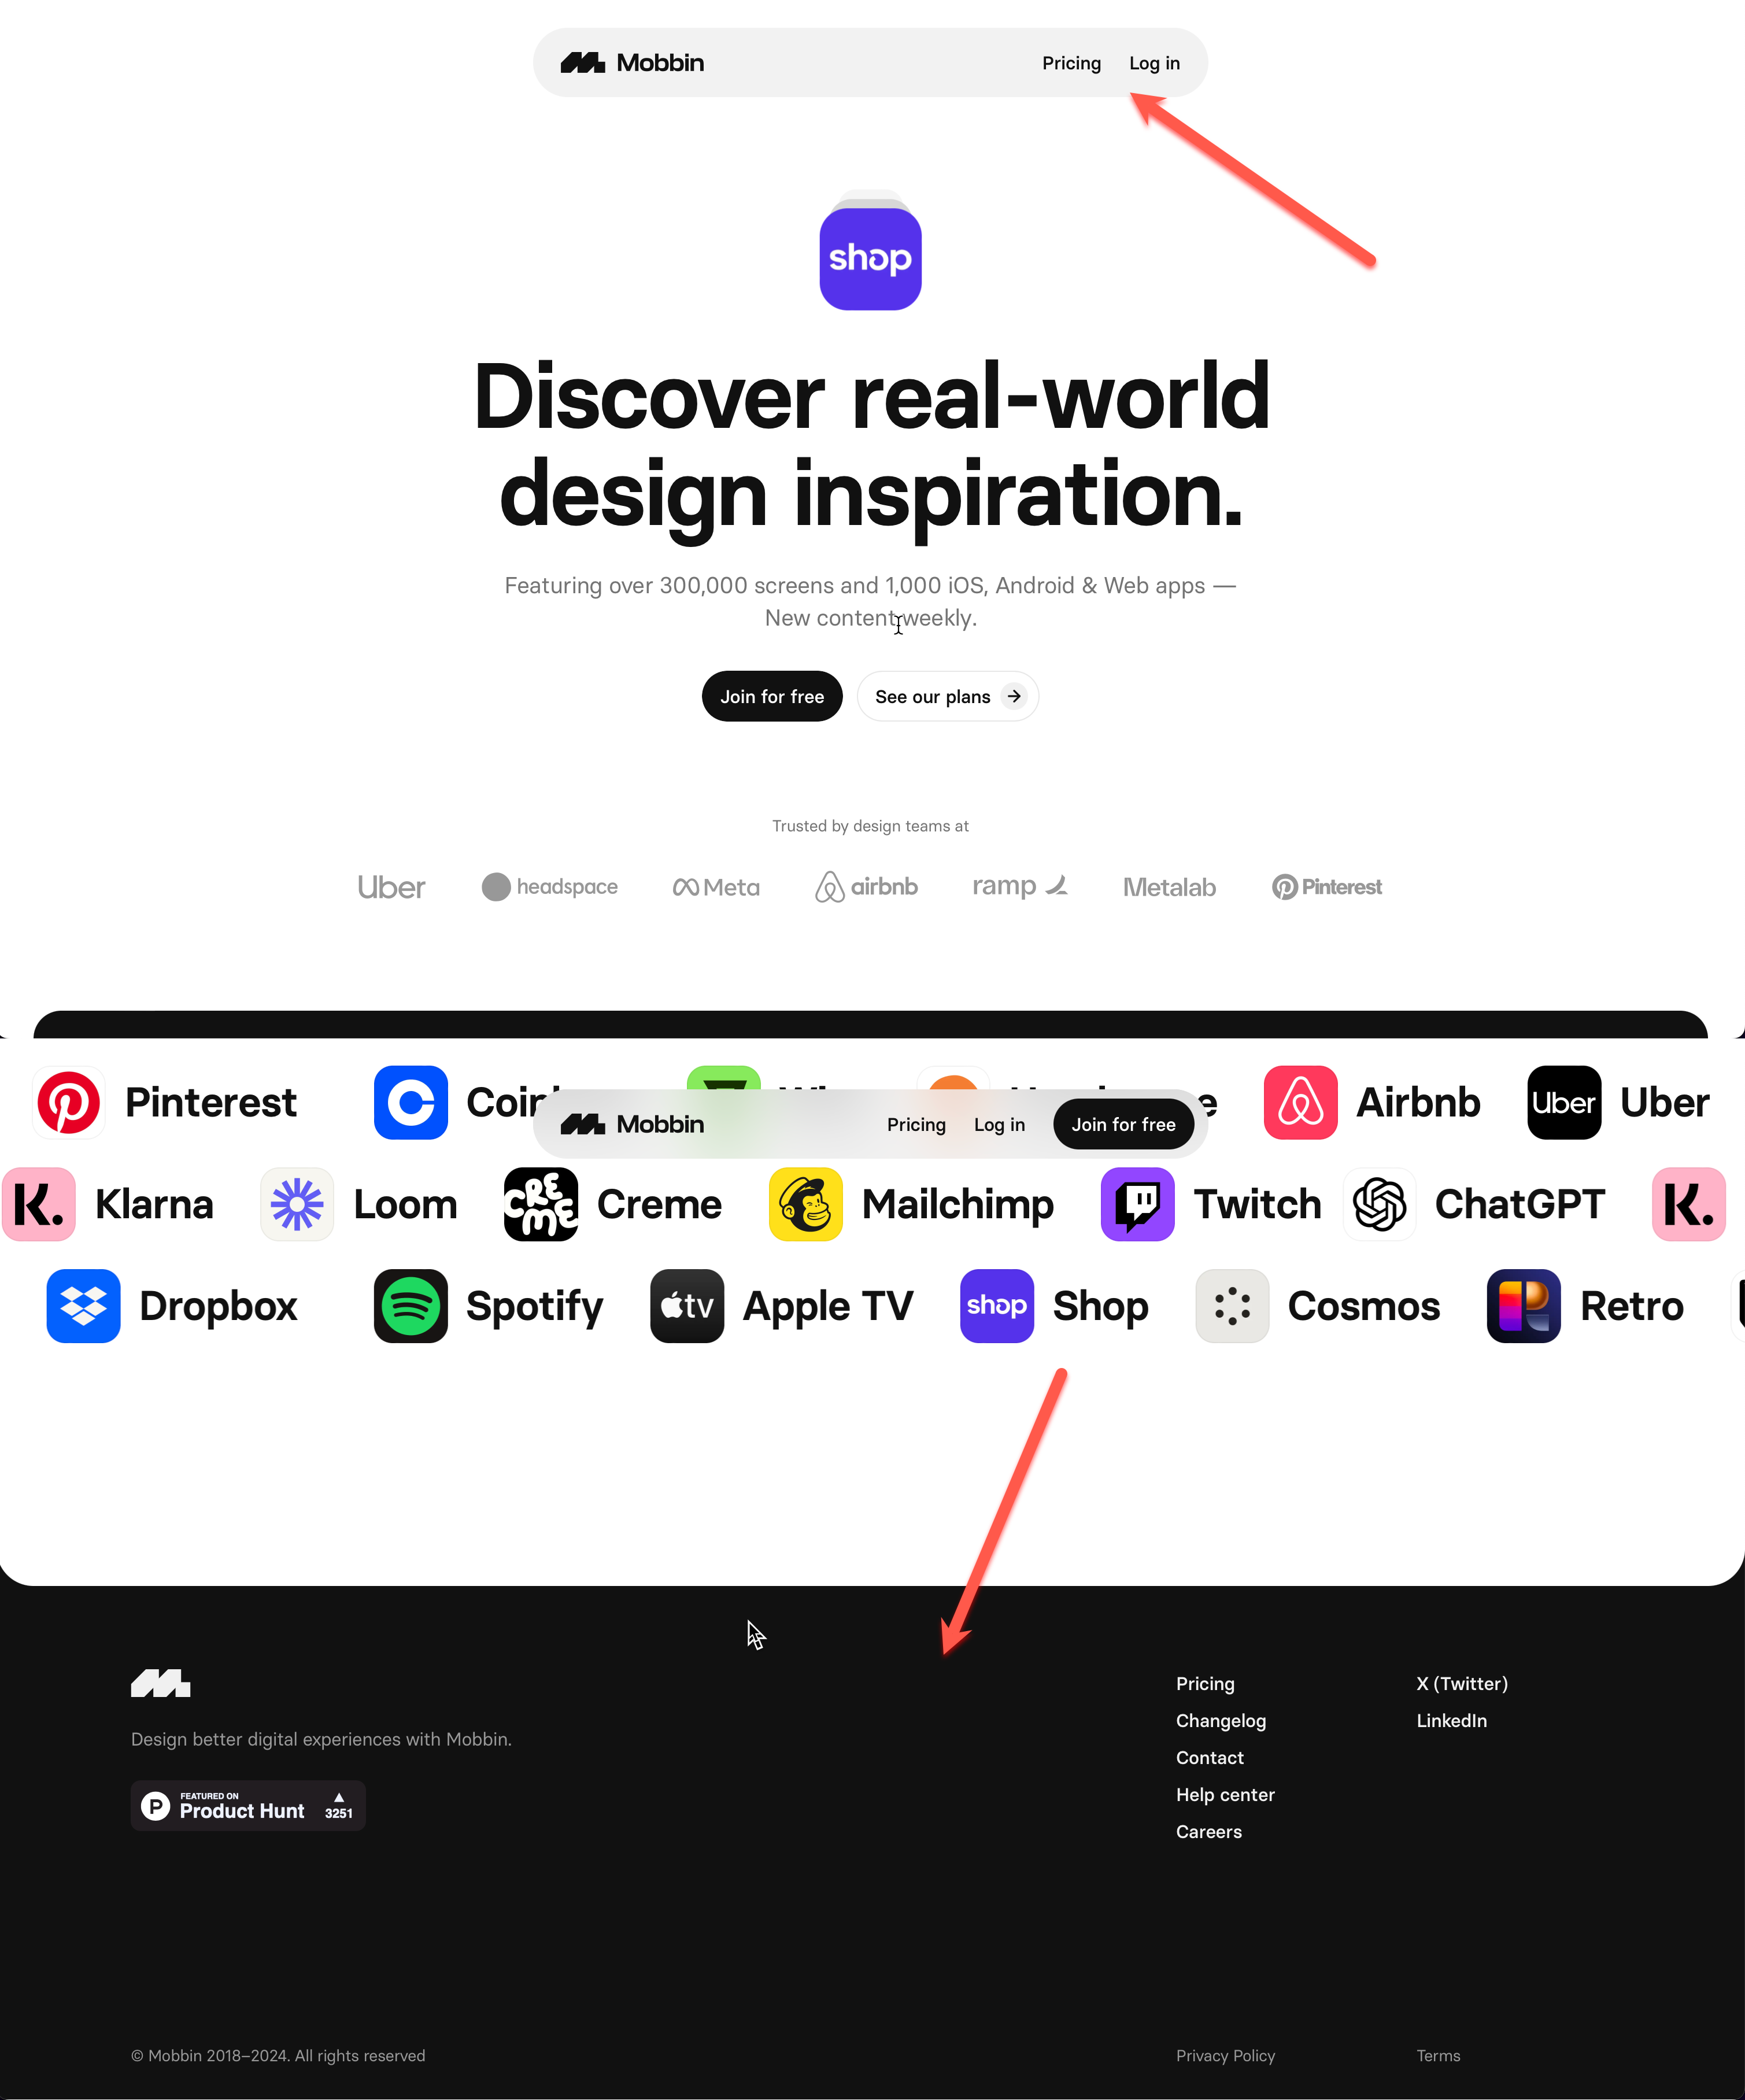 Mobbin
Pricing
Log in
shop
Discover real-world
design inspiration.
Featuring over 300,000 screens and 1,000 iOS, Android & Web apps —
New content weekly.
Join for free
See our plans
Trusted by design teams at
Uber
headspace
Meta
airbnb
ramp
Metalab
Pinterest
Pinterest
Airbnb
Uber
Uber
Mobbin
Pricing
Log in
Join for free
K.
Klarna
Loom
CREME
Creme
Mailchimp
Twitch
ChatGPT
K.
Dropbox
Spotify
tv
Apple TV
shop
Shop
Cosmos
Retro
Design better digital experiences with Mobbin.
P
FEATURED ON
Product Hunt
3251
Pricing
Changelog
Contact
Help center
Careers
X (Twitter)
LinkedIn
© Mobbin 2018–2024. All rights reserved
Privacy Policy
Terms